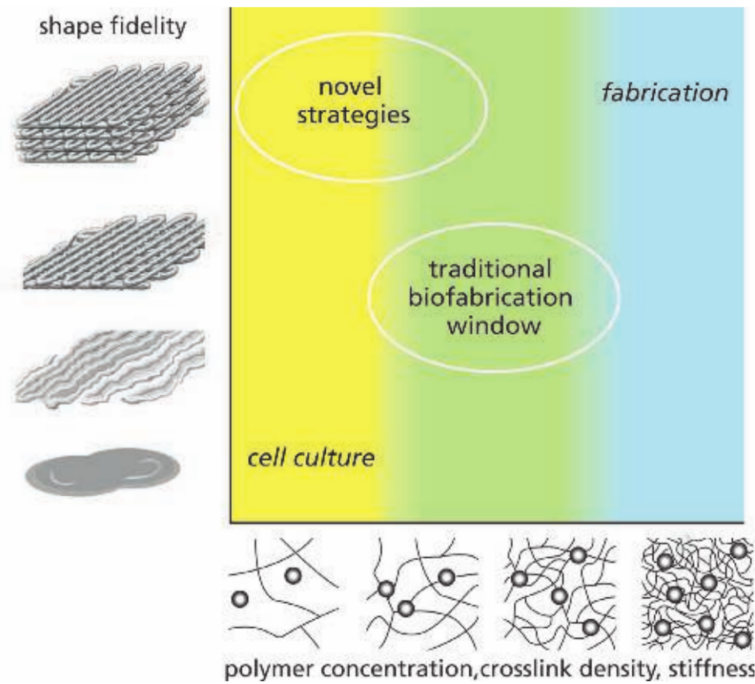 shape fidelity
novel
strategies
fabrication
traditional
biofabrication
window
cell culture
polymer concentration,crosslink density, stiffness